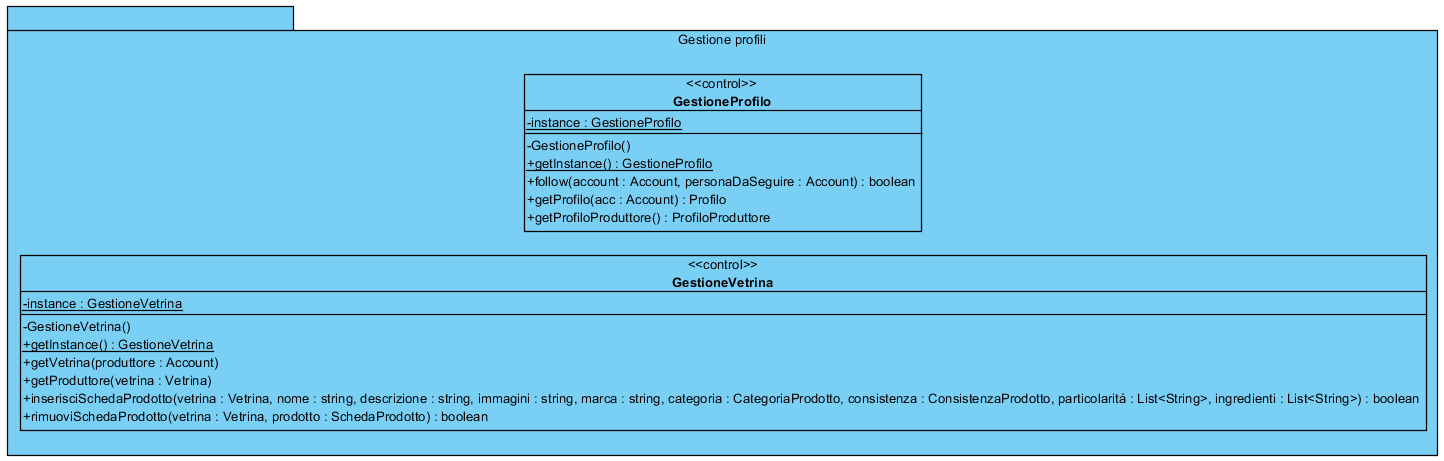 Gestione profili
<<control>>
GestioneProfilo
-instance : GestioneProfilo
-GestioneProfilo()
+getInstance() : GestioneProfilo
+follow(account : Account, personaDaSeguire : Account) : boolean
+getProfilo(acc : Account) : Profilo
+getProfiloProduttore() : ProfiloProduttore
<<control>>
GestioneVetrina
-instance : GestioneVetrina
-GestioneVetrina()
+getInstance() : GestioneVetrina
+getVetrina(produttore : Account)
+getProduttore(vetrina : Vetrina)
+inserisciSchedaProdotto(vetrina : Vetrina, nome : string, descrizione : string, immagini : string, marca : string, categoria : CategoriaProdotto, consistenza : ConsistenzaProdotto, particolarità : List<String>, ingredienti : List<String>) : boolean
+rimuoviSchedaProdotto(vetrina : Vetrina, prodotto : SchedaProdotto) : boolean